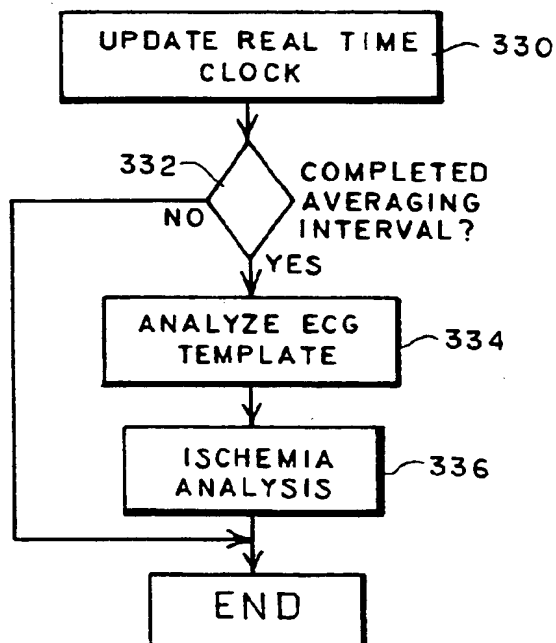 UPDATE REAL TIME
CLOCK
330
332
COMPLETED
AVERAGING
INTERVAL?
NO
YES
ANALYZE ECG
TEMPLATE
334
ISCHEMIA
ANALYSIS
336
END